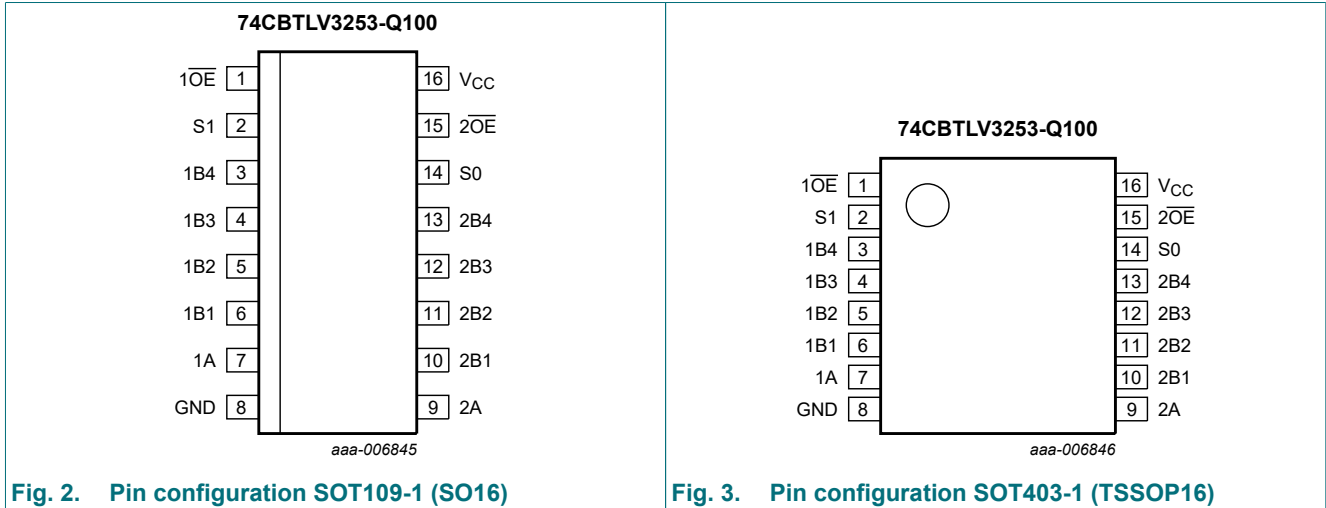 74CBTLV3253-Q100
1O̅E̅ 1
S1 2
1B4 3
1B3 4
1B2 5
1B1 6
1A 7
GND 8
16 VCC
15 2O̅E̅
14 S0
13 2B4
12 2B3
11 2B2
10 2B1
9 2A
aaa-006845
Fig. 2. Pin configuration SOT109-1 (SO16)
74CBTLV3253-Q100
1O̅E̅ 1
S1 2
1B4 3
1B3 4
1B2 5
1B1 6
1A 7
GND 8
16 VCC
15 2O̅E̅
14 S0
13 2B4
12 2B3
11 2B2
10 2B1
9 2A
aaa-006846
Fig. 3. Pin configuration SOT403-1 (TSSOP16)